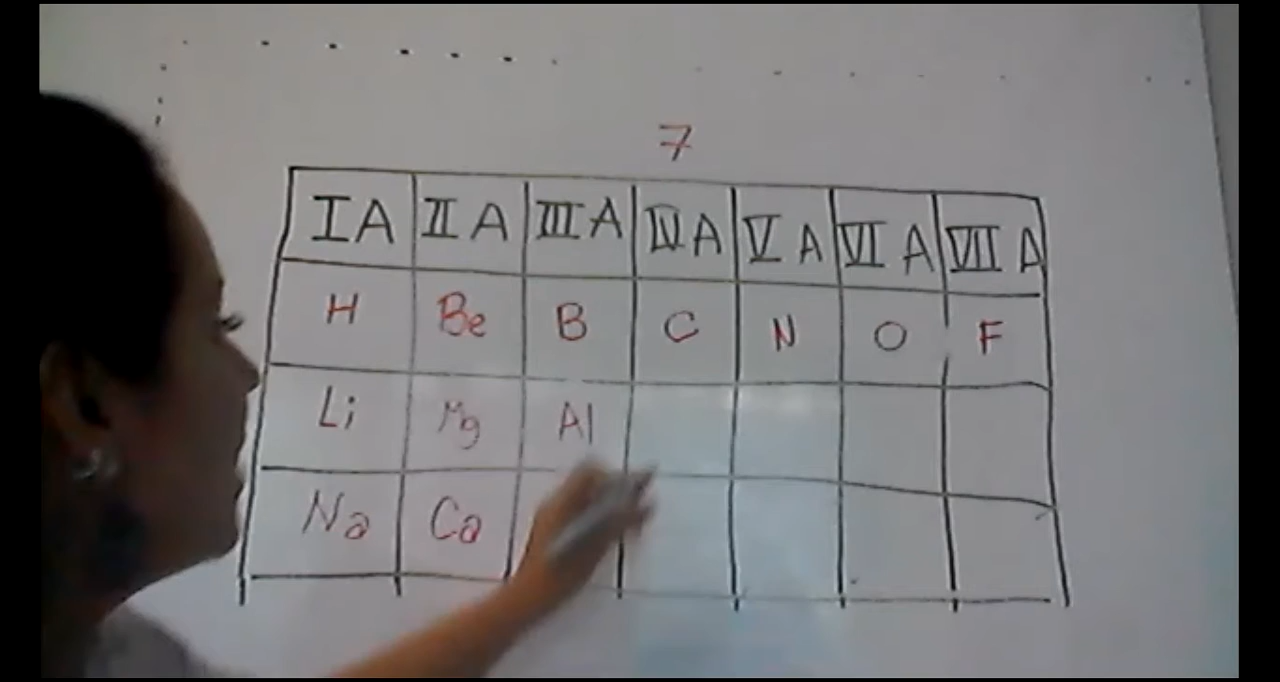 7
IA IIA IIIA IVA VA VIA VIIA
H Be B C N O F
Li Mg Al
Na Ca